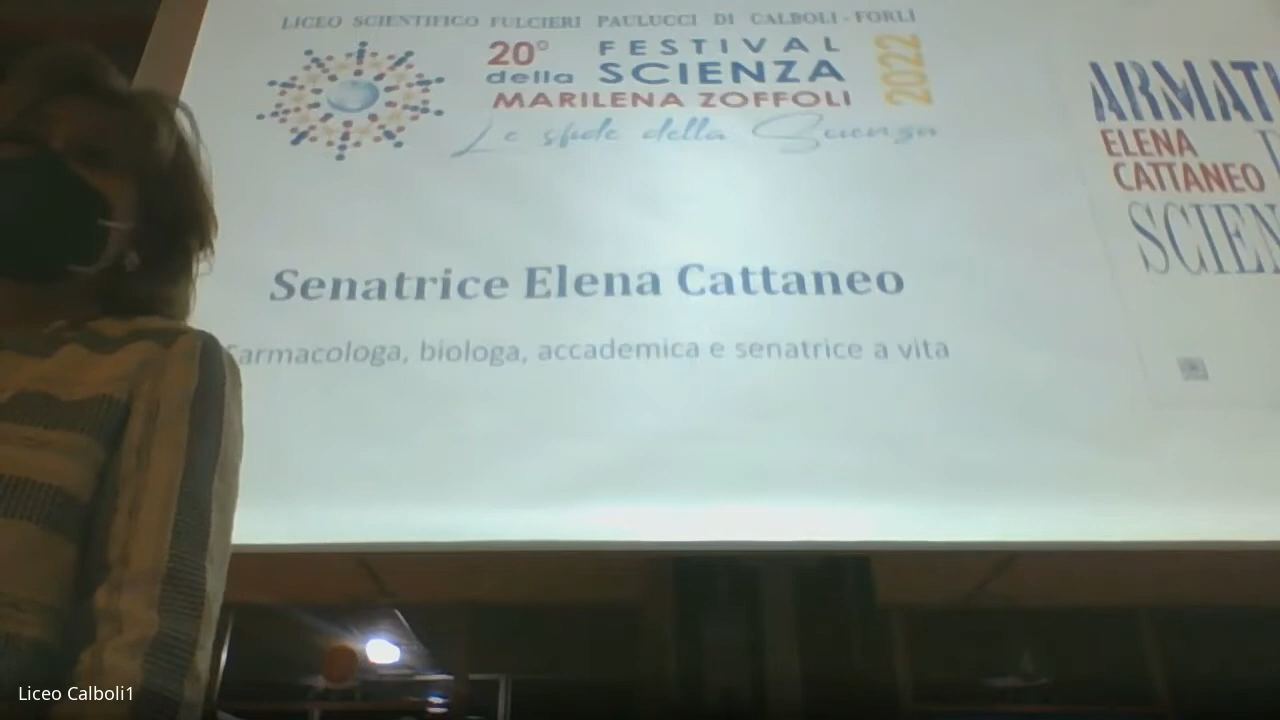 LICEO SCIENTIFICO FULCIERI PAULUCCI DI CALBOLI - FORLÌ
20° FESTIVAL
della SCIENZA
MARILENA ZOFFOLI
2022
Le sfide della Scienza
Senatrice Elena Cattaneo
Farmacologa, biologa, accademica e senatrice a vita
ARMATI
ELENA
CATTANEO
SCIEN
Liceo Calboli1